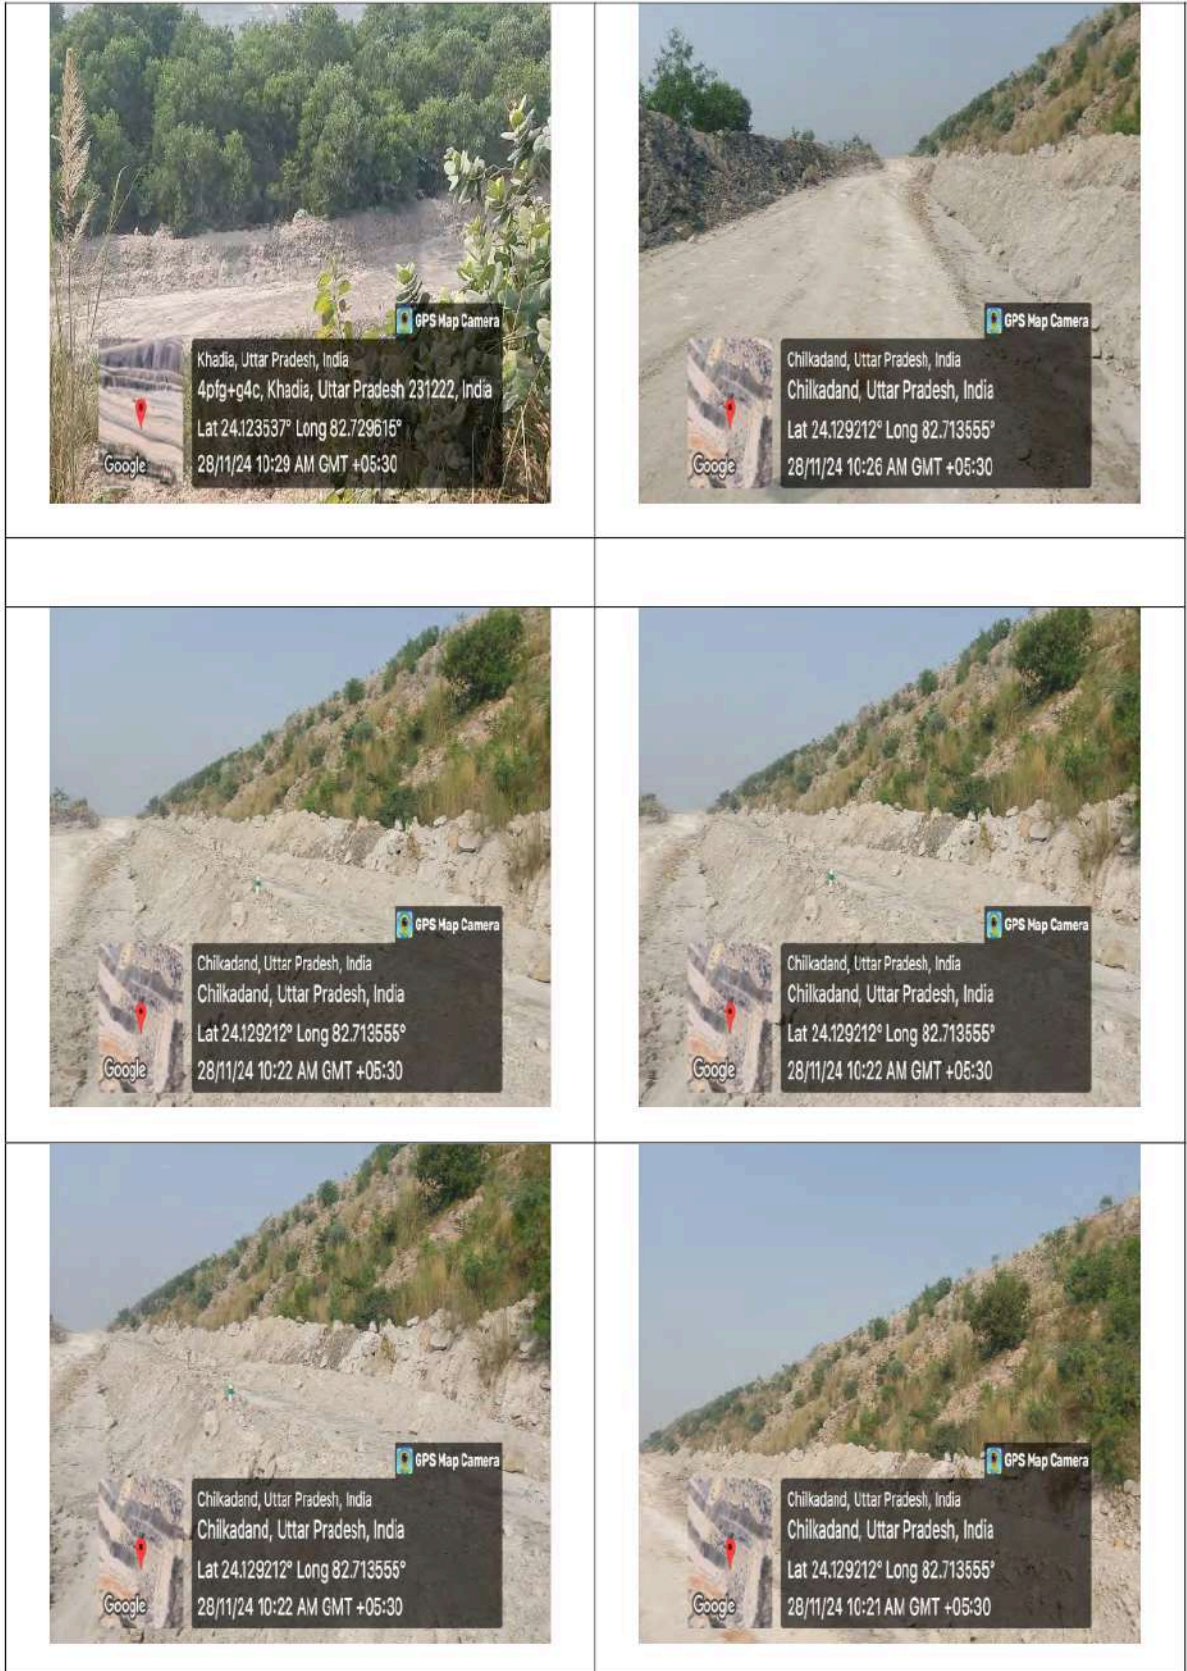 GPS Map Camera
Khadia, Uttar Pradesh, India
4pfg+g4c, Khadia, Uttar Pradesh 231222, India
Lat 24.123537° Long 82.729615°
28/11/24 10:29 AM GMT +05:30
Google
GPS Map Camera
Chilkadand, Uttar Pradesh, India
Chilkadand, Uttar Pradesh, India
Lat 24.129212° Long 82.713555°
28/11/24 10:26 AM GMT +05:30
Google
GPS Map Camera
Chilkadand, Uttar Pradesh, India
Chilkadand, Uttar Pradesh, India
Lat 24.129212° Long 82.713555°
28/11/24 10:22 AM GMT +05:30
Google
GPS Map Camera
Chilkadand, Uttar Pradesh, India
Chilkadand, Uttar Pradesh, India
Lat 24.129212° Long 82.713555°
28/11/24 10:22 AM GMT +05:30
Google
GPS Map Camera
Chilkadand, Uttar Pradesh, India
Chilkadand, Uttar Pradesh, India
Lat 24.129212° Long 82.713555°
28/11/24 10:22 AM GMT +05:30
Google
GPS Map Camera
Chilkadand, Uttar Pradesh, India
Chilkadand, Uttar Pradesh, India
Lat 24.129212° Long 82.713555°
28/11/24 10:21 AM GMT +05:30
Google